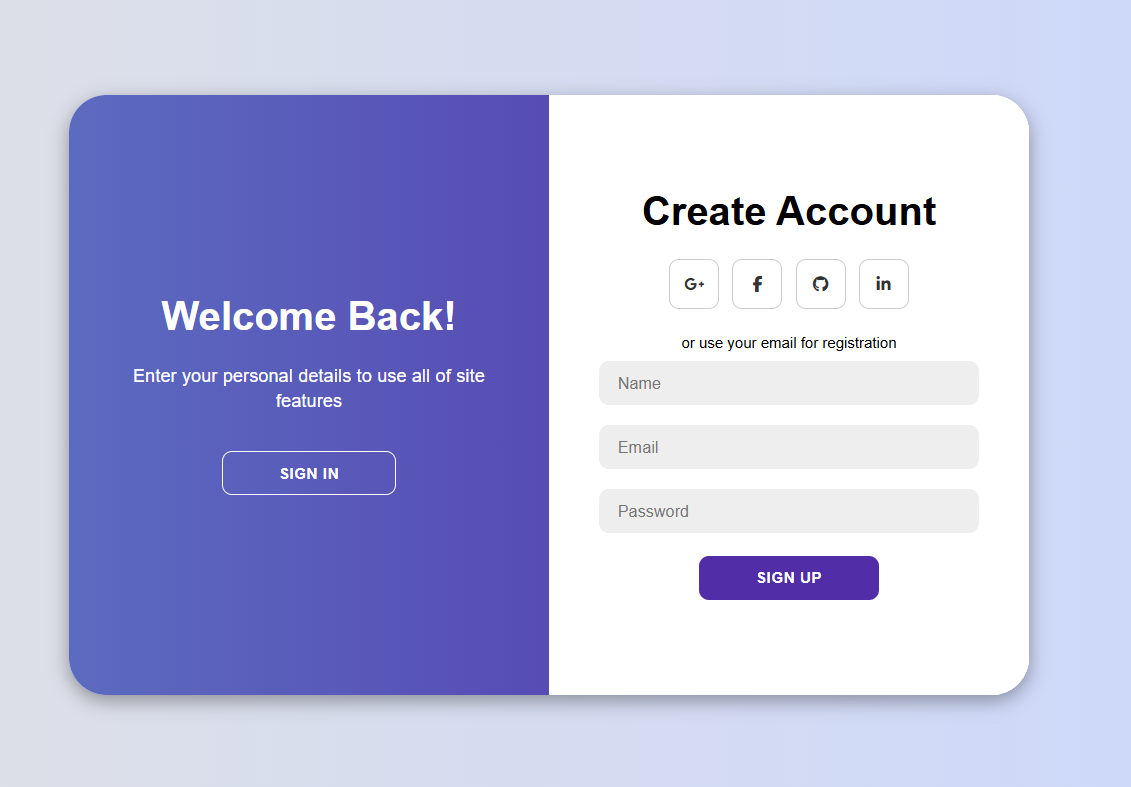 Welcome Back!
Enter your personal details to use all of site
features
SIGN IN
Create Account
G+
f
in
or use your email for registration
Name
Email
Password
SIGN UP